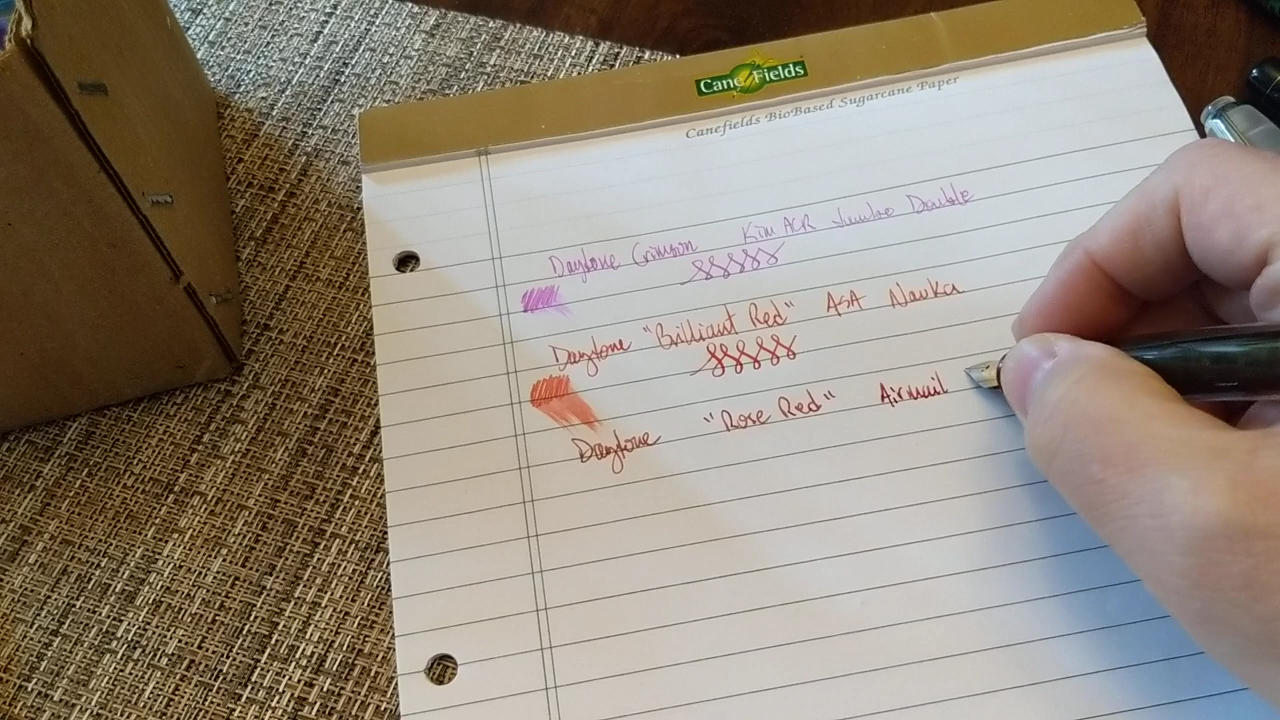 Cane Fields
Canefields BioBased Sugarcane Paper
Daytone Crimson Kim ACR Jumbo Double
Daytone "Brilliant Red" ASA Nauka
Daytone "Rose Red" Airmail